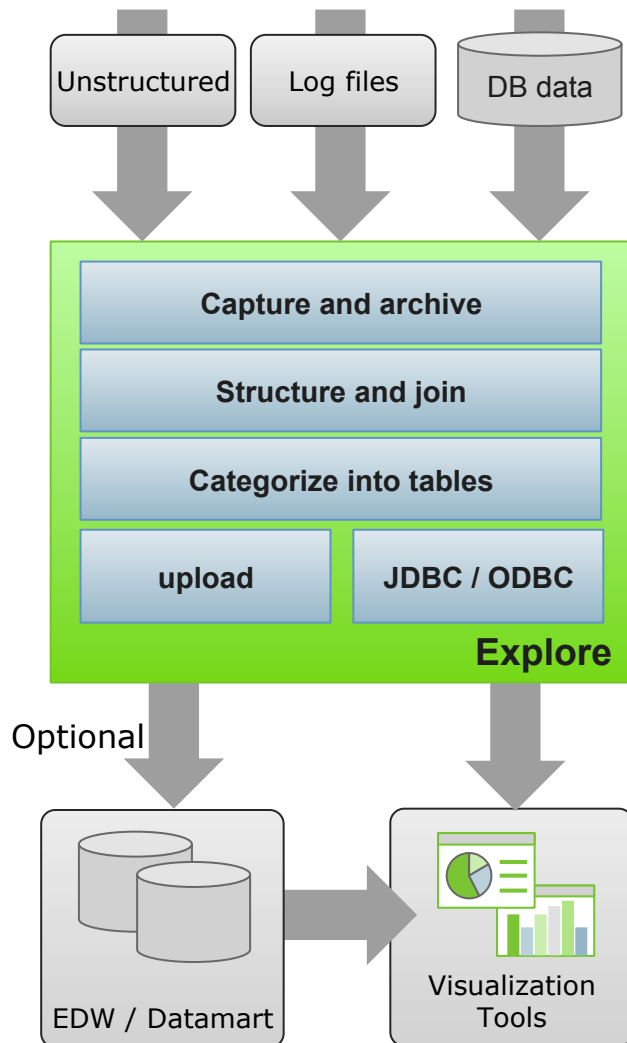 Unstructured
Log files
DB data
Capture and archive
Structure and join
Categorize into tables
upload
JDBC / ODBC
Explore
Optional
EDW / Datamart
Visualization
Tools